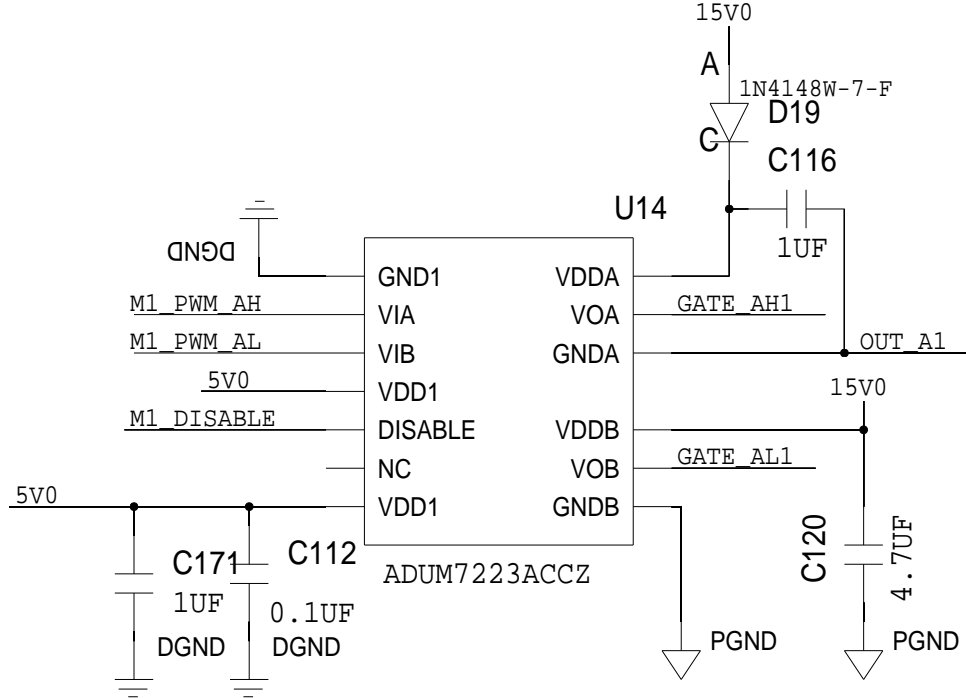 15V0
A
1N4148W-7-F
D19
C
C116
U14
1UF
DGND
GND1
VDDA
M1_PWM_AH
VIA
VOA
GATE_AH1
M1_PWM_AL
VIB
GNDA
OUT_A1
5V0
VDD1
15V0
M1_DISABLE
DISABLE
VDDB
NC
VOB
GATE_AL1
5V0
VDD1
GNDB
C171
C112
C120
4.7UF
ADUM7223ACCZ
1UF
0.1UF
DGND
DGND
PGND
PGND